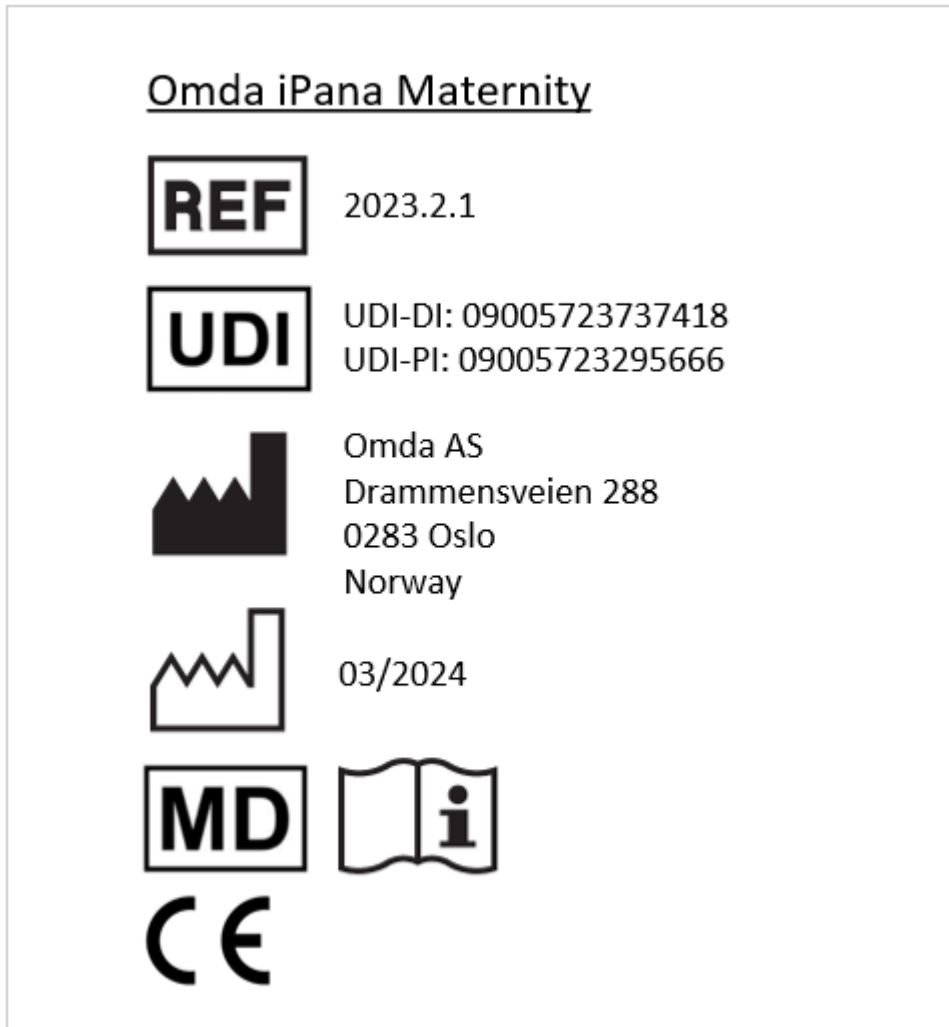 Omda iPana Maternity
REF 2023.2.1
UDI UDI-DI: 09005723737418
UDI-PI: 09005723295666
Omda AS
Drammensveien 288
0283 Oslo
Norway
03/2024
MD i
CE